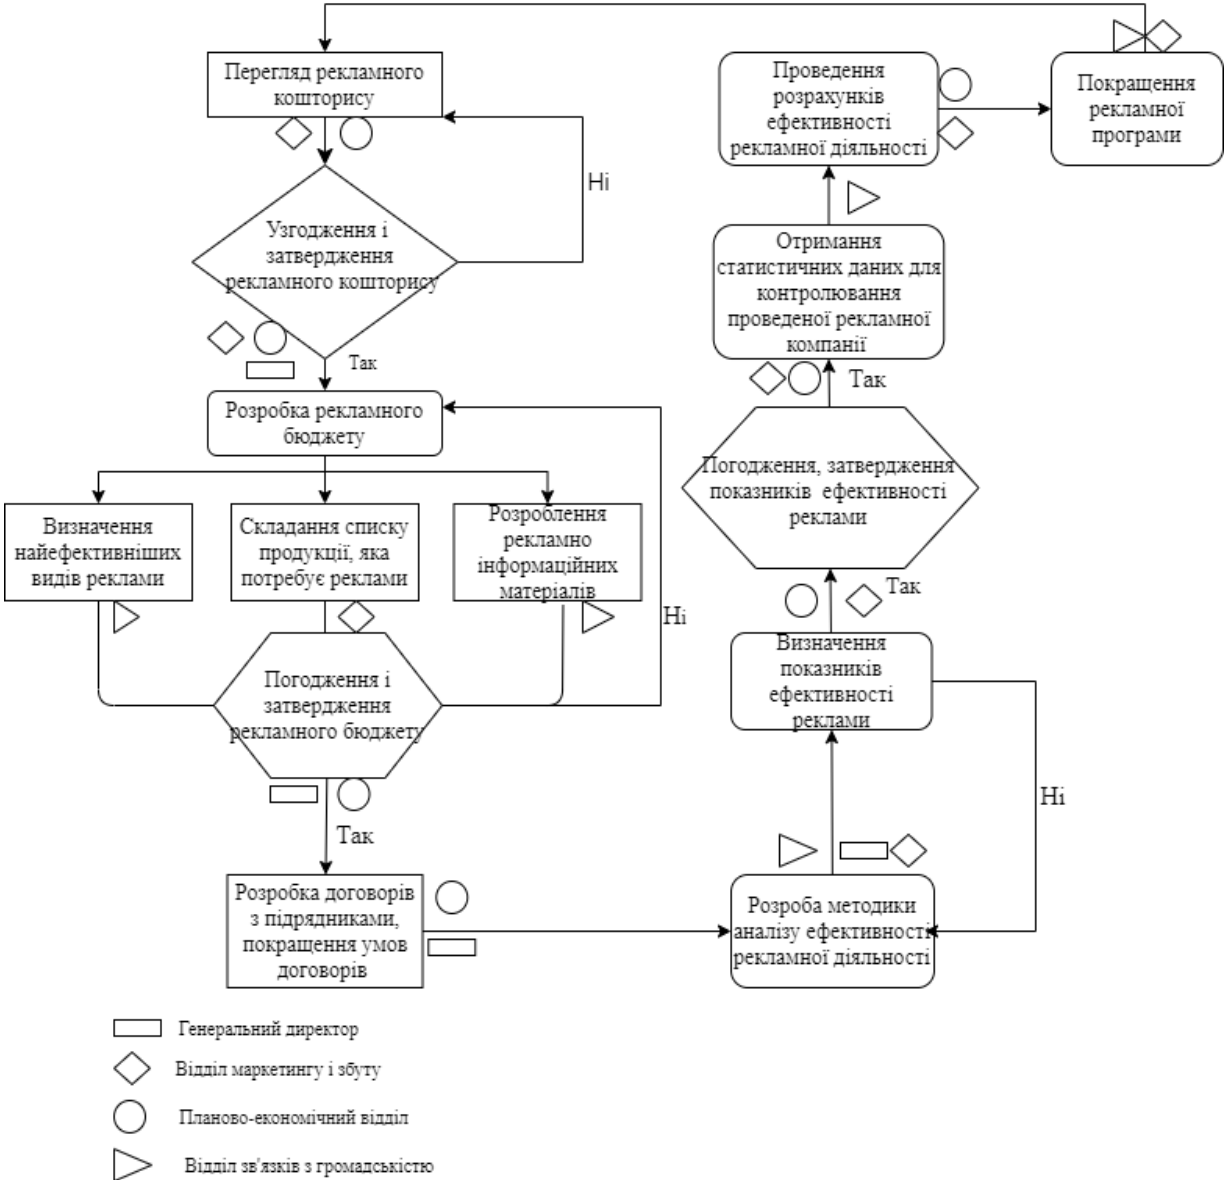 Перегляд рекламного
кошторису
Ні
Узгодження і
затвердження
рекламного кошторису
Так
Розробка рекламного
бюджету
Визначення
найефективніших
видів реклами
Складання списку
продукції, яка
потребує реклами
Розроблення
рекламно
інформаційних
матеріалів
Ні
Погодження і
затвердження
рекламного бюджету
Так
Розробка договорів
з підрядниками,
покращення умов
договорів
Розроба методики
аналізу ефективності
рекламної діяльності
Ні
Визначення
показників
ефективності
реклами
Так
Погодження, затвердження
показників ефективності
реклами
Так
Отримання
статистичних даних для
контролювання
проведеної рекламної
компанії
Проведення
розрахунків
ефективності
рекламної діяльності
Покращення
рекламної
програми
Генеральний директор
Відділ маркетингу і збуту
Планово-економічний відділ
Відділ зв'язків з громадськістю